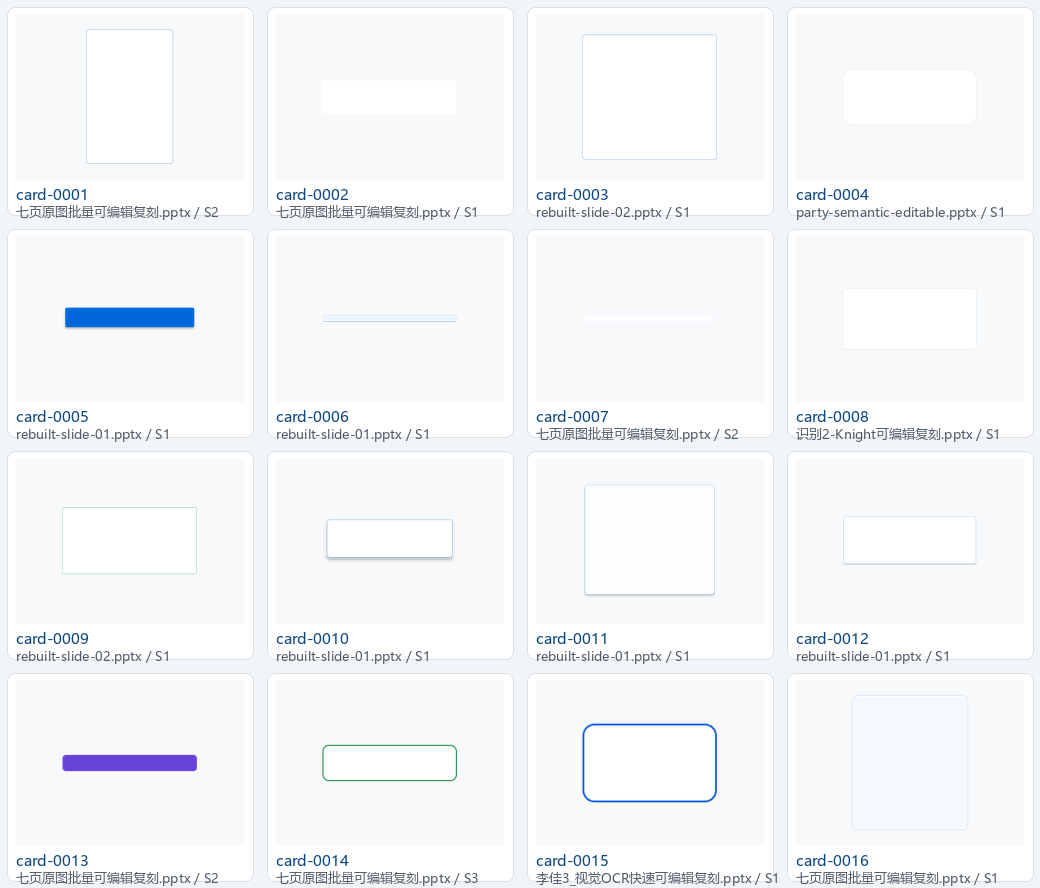 card-0001
七页原图批量可编辑复刻.pptx / S2
card-0002
七页原图批量可编辑复刻.pptx / S1
card-0003
rebuilt-slide-02.pptx / S1
card-0004
party-semantic-editable.pptx / S1
card-0005
rebuilt-slide-01.pptx / S1
card-0006
rebuilt-slide-01.pptx / S1
card-0007
七页原图批量可编辑复刻.pptx / S2
card-0008
识别2-Knight可编辑复刻.pptx / S1
card-0009
rebuilt-slide-02.pptx / S1
card-0010
rebuilt-slide-01.pptx / S1
card-0011
rebuilt-slide-01.pptx / S1
card-0012
rebuilt-slide-01.pptx / S1
card-0013
七页原图批量可编辑复刻.pptx / S2
card-0014
七页原图批量可编辑复刻.pptx / S3
card-0015
李佳3_视觉OCR快速可编辑复刻.pptx / S1
card-0016
七页原图批量可编辑复刻.pptx / S1